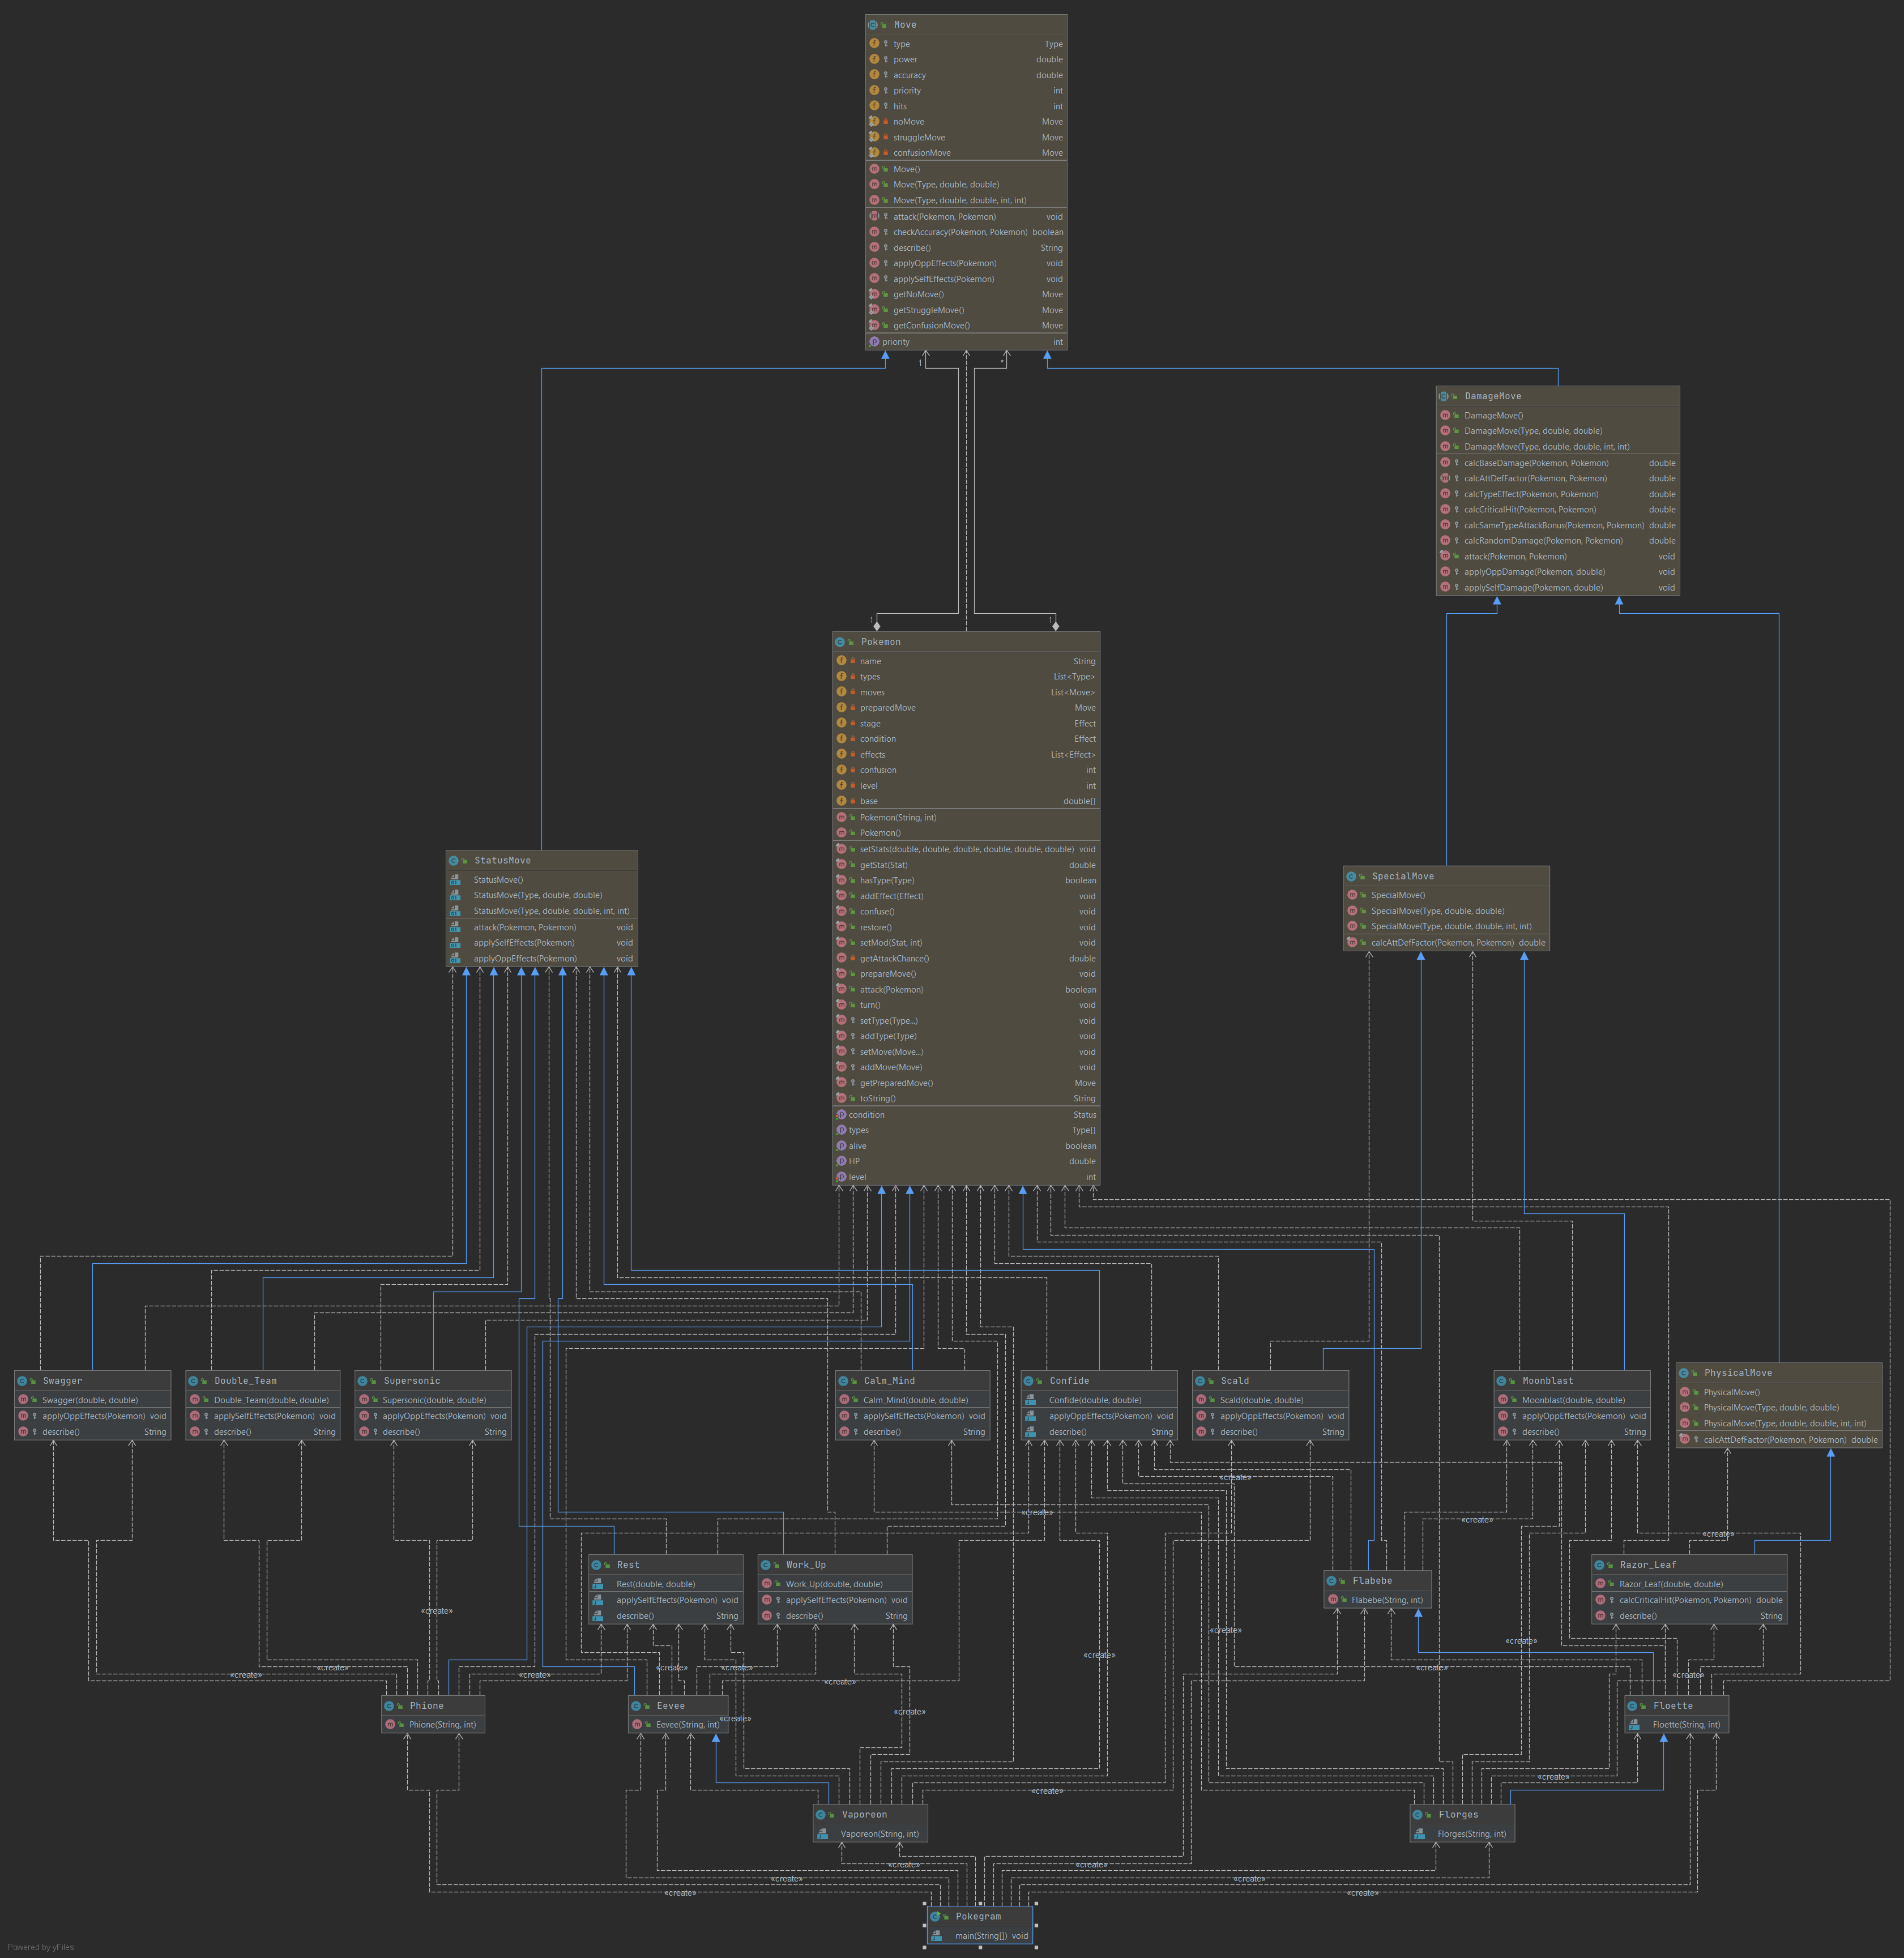 Move
type Type
power double
accuracy double
priority int
hits int
noMove Move
struggleMove Move
confusionMove Move
Move()
Move(Type, double, double)
Move(Type, double, double, int, int)
attack(Pokemon, Pokemon) void
checkAccuracy(Pokemon, Pokemon) boolean
describe() String
applyOppEffects(Pokemon) void
applySelfEffects(Pokemon) void
getNoMove() Move
getStruggleMove() Move
getConfusionMove() Move
priority int
1
*
DamageMove
DamageMove()
DamageMove(Type, double, double)
DamageMove(Type, double, double, int, int)
calcBaseDamage(Pokemon, Pokemon) double
calcAttDefFactor(Pokemon, Pokemon) double
calcTypeEffect(Pokemon, Pokemon) double
calcCriticalHit(Pokemon, Pokemon) double
calcSameTypeAttackBonus(Pokemon, Pokemon) double
calcRandomDamage(Pokemon, Pokemon) double
attack(Pokemon, Pokemon) void
applyOppDamage(Pokemon, double) void
applySelfDamage(Pokemon, double) void
1
1
Pokemon
name String
types List<Type>
moves List<Move>
preparedMove Move
stage Effect
condition Effect
effects List<Effect>
confusion int
level int
base double[]
Pokemon(String, int)
Pokemon()
setStats(double, double, double, double, double, double) void
getStat(Stat) double
hasType(Type) boolean
addEffect(Effect) void
confuse() void
restore() void
setMod(Stat, int) void
getAttackChance() double
prepareMove() void
attack(Pokemon) boolean
turn() void
setType(Type...) void
addType(Type) void
setMove(Move...) void
addMove(Move) void
getPreparedMove() Move
toString() String
condition Status
types Type[]
alive boolean
HP double
level int
StatusMove
StatusMove()
StatusMove(Type, double, double)
StatusMove(Type, double, double, int, int)
attack(Pokemon, Pokemon) void
applySelfEffects(Pokemon) void
applyOppEffects(Pokemon) void
SpecialMove
SpecialMove()
SpecialMove(Type, double, double)
SpecialMove(Type, double, double, int, int)
calcAttDefFactor(Pokemon, Pokemon) double
Swagger
Swagger(double, double)
applyOppEffects(Pokemon) void
describe() String
Double_Team
Double_Team(double, double)
applySelfEffects(Pokemon) void
describe() String
Supersonic
Supersonic(double, double)
applyOppEffects(Pokemon) void
describe() String
Calm_Mind
Calm_Mind(double, double)
applySelfEffects(Pokemon) void
describe() String
Confide
Confide(double, double)
applyOppEffects(Pokemon) void
describe() String
Scald
Scald(double, double)
applyOppEffects(Pokemon) void
describe() String
Moonblast
Moonblast(double, double)
applyOppEffects(Pokemon) void
describe() String
PhysicalMove
PhysicalMove()
PhysicalMove(Type, double, double)
PhysicalMove(Type, double, double, int, int)
calcAttDefFactor(Pokemon, Pokemon) double
«create»
«create»
«create»
«create»
Rest
Rest(double, double)
applySelfEffects(Pokemon) void
describe() String
Work_Up
Work_Up(double, double)
applySelfEffects(Pokemon) void
describe() String
Flabebe
Flabebe(String, int)
Razor_Leaf
Razor_Leaf(double, double)
calcCriticalHit(Pokemon, Pokemon) double
describe() String
«create»
«create»
«create»
«create»
«create»
«create»
«create»
«create»
«create»
«create»
«create»
«create»
«create»
Phione
Phione(String, int)
Eevee
Eevee(String, int)
«create»
«create»
Floette
Floette(String, int)
«create»
«create»
Vaporeon
Vaporeon(String, int)
Florges
Florges(String, int)
«create»
«create»
«create»
«create»
«create»
«create»
Pokegram
main(String[]) void
Powered by yFiles